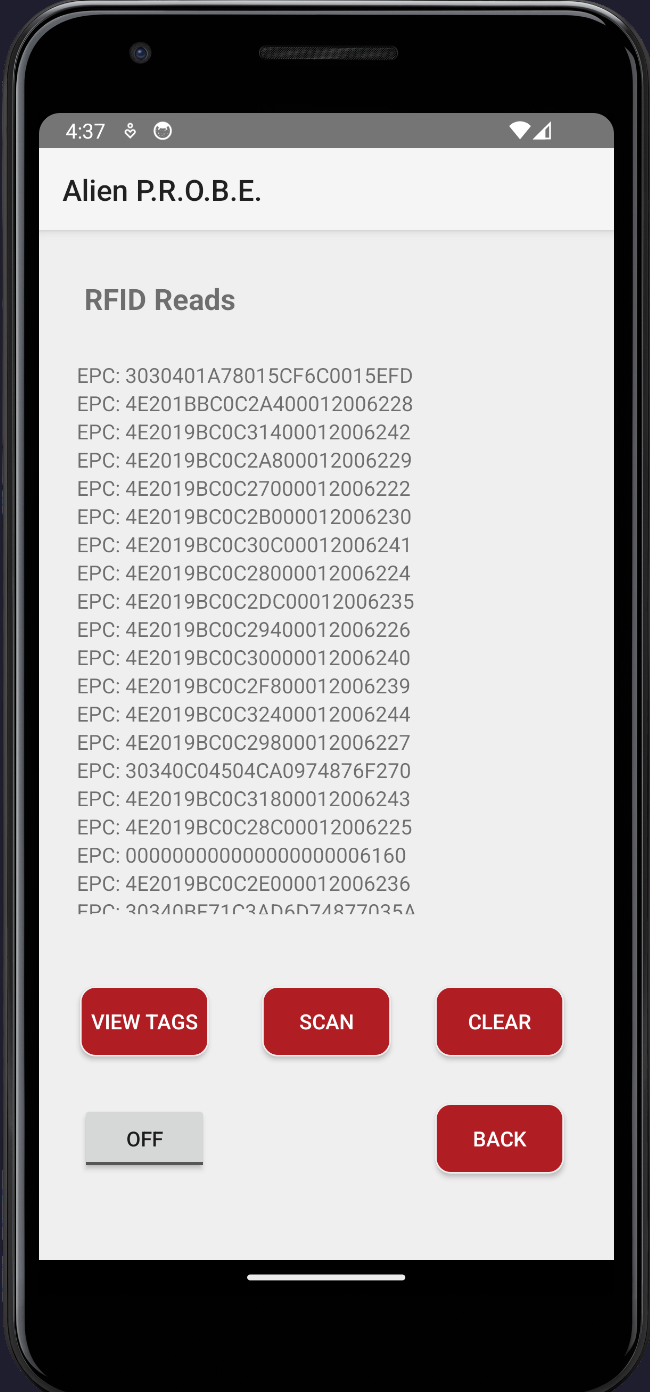 4:37
Alien P.R.O.B.E.
RFID Reads
EPC: 3030401A78015CF6C0015EFD
EPC: 4E201BBC0C2A400012006228
EPC: 4E2019BC0C31400012006242
EPC: 4E2019BC0C2A800012006229
EPC: 4E2019BC0C27000012006222
EPC: 4E2019BC0C2B000012006230
EPC: 4E2019BC0C30C00012006241
EPC: 4E2019BC0C28000012006224
EPC: 4E2019BC0C2DC00012006235
EPC: 4E2019BC0C29400012006226
EPC: 4E2019BC0C30000012006240
EPC: 4E2019BC0C2F800012006239
EPC: 4E2019BC0C32400012006244
EPC: 4E2019BC0C29800012006227
EPC: 30340C04504CA0974876F270
EPC: 4E2019BC0C31800012006243
EPC: 4E2019BC0C28C00012006225
EPC: 000000000000000000006160
EPC: 4E2019BC0C2E000012006236
EPC:
VIEW TAGS SCAN CLEAR
OFF BACK